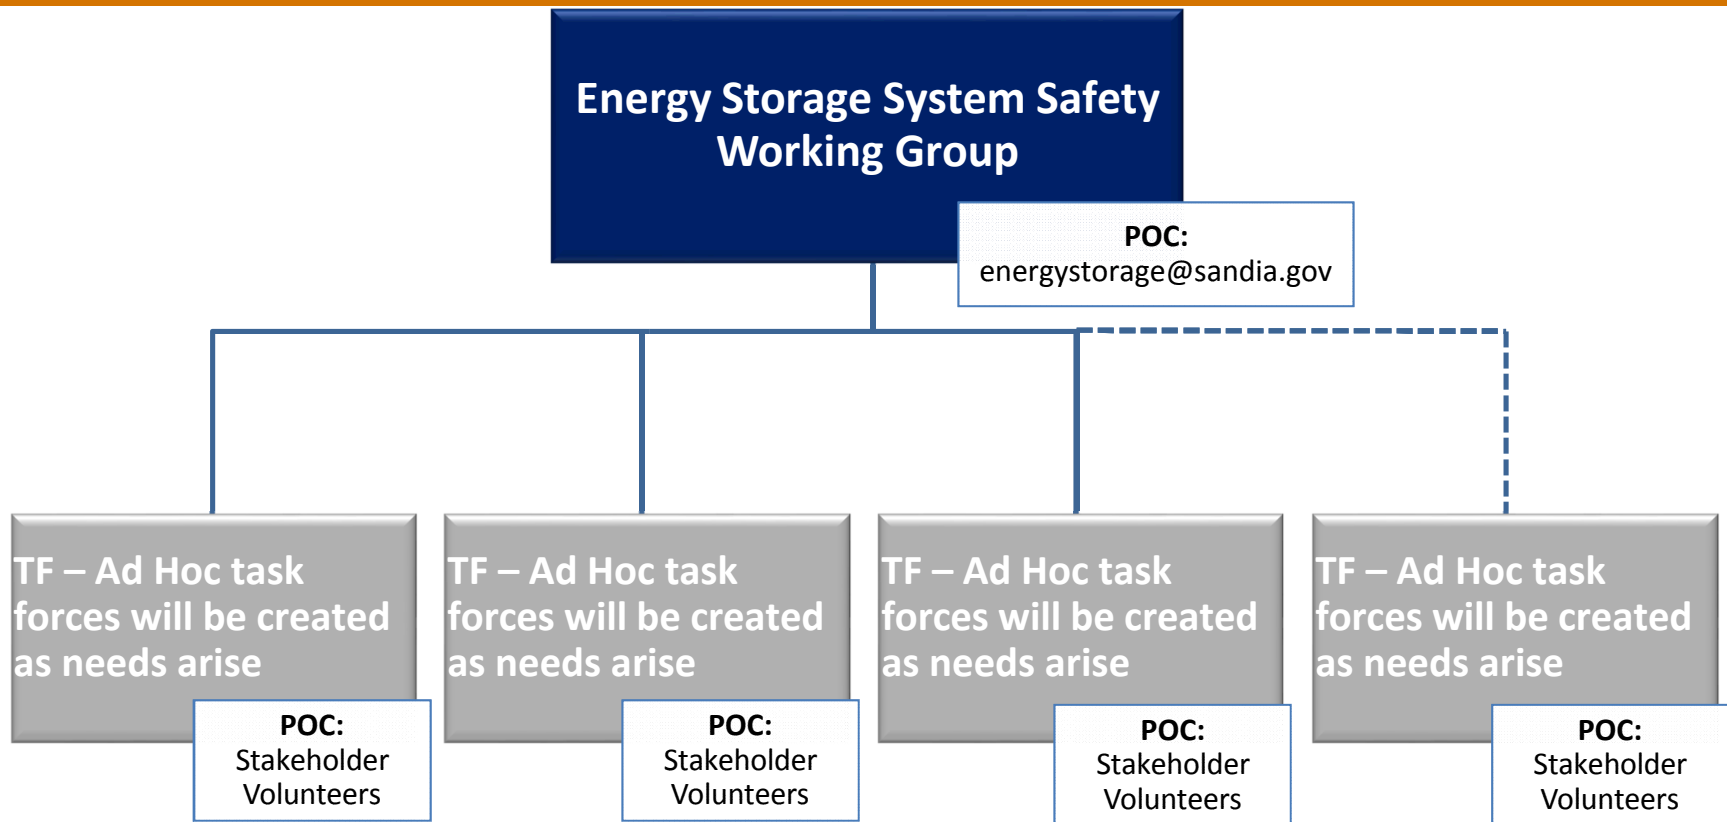 Energy Storage System Safety
Working Group
POC:
energystorage@sandia.gov
TF – Ad Hoc task
forces will be created
as needs arise
POC:
Stakeholder
Volunteers
TF – Ad Hoc task
forces will be created
as needs arise
POC:
Stakeholder
Volunteers
TF – Ad Hoc task
forces will be created
as needs arise
POC:
Stakeholder
Volunteers
TF – Ad Hoc task
forces will be created
as needs arise
POC:
Stakeholder
Volunteers